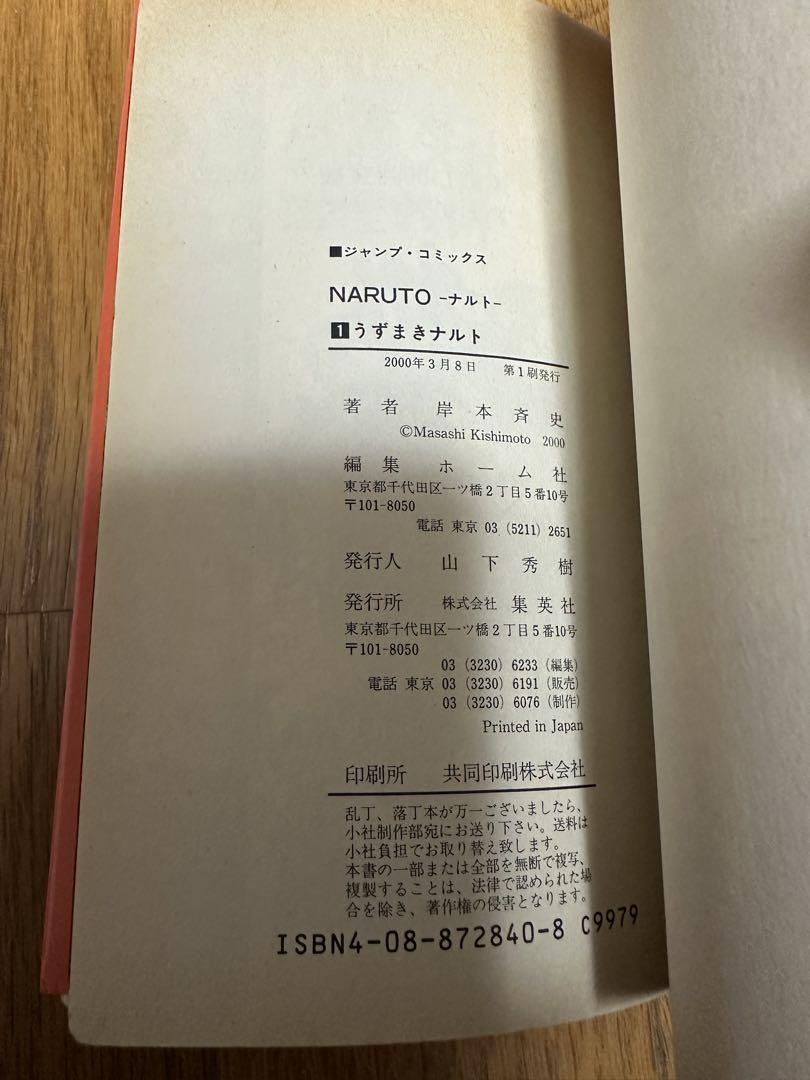 ■ジャンプ・コミックス
NARUTO -ナルト-
1うずまきナルト
2000年3月8日 第1刷発行
著者 岸本斉史
©Masashi Kishimoto 2000
編集 ホーム社
東京都千代田区一ツ橋2丁目5番10号
〒101-8050
電話 東京 03 (5211) 2651
発行人 山下秀樹
発行所 株式会社 集英社
東京都千代田区一ツ橋2丁目5番10号
〒101-8050
03 (3230) 6233 (編集)
電話 東京 03 (3230) 6191 (販売)
03 (3230) 6076 (制作)
Printed in Japan
印刷所 共同印刷株式会社
乱丁、落丁本が万一ございましたら、
小社制作部宛にお送り下さい。送料は
小社負担でお取り替え致します。
本書の一部または全部を無断で複写、
複製することは、法律で認められた場
合を除き、著作権の侵害となります。
ISBN4-08-872840-8 C9979